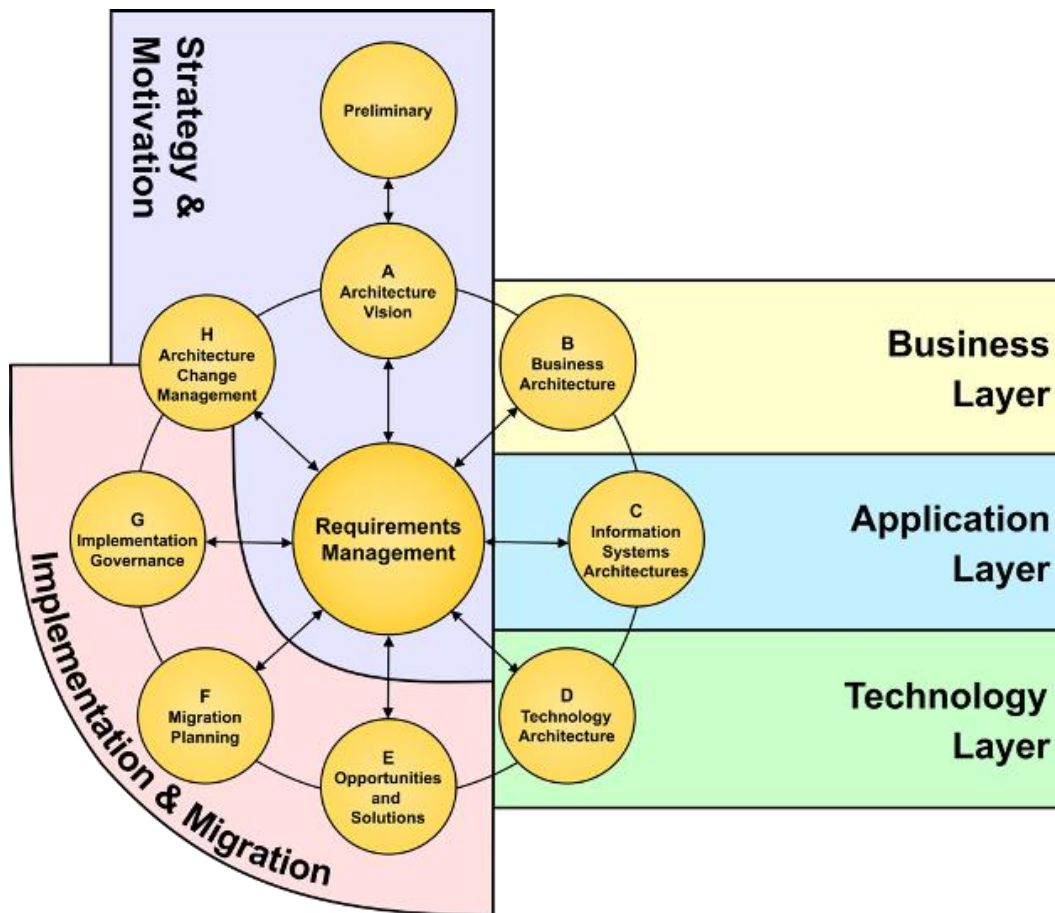 Strategy &
Motivation
Preliminary
A
Architecture
Vision
H
Architecture
Change
Management
B
Business
Architecture
Business
Layer
G
Implementation
Governance
Requirements
Management
C
Information
Systems
Architectures
Application
Layer
F
Migration
Planning
E
Opportunities
and
Solutions
D
Technology
Architecture
Technology
Layer
Implementation & Migration